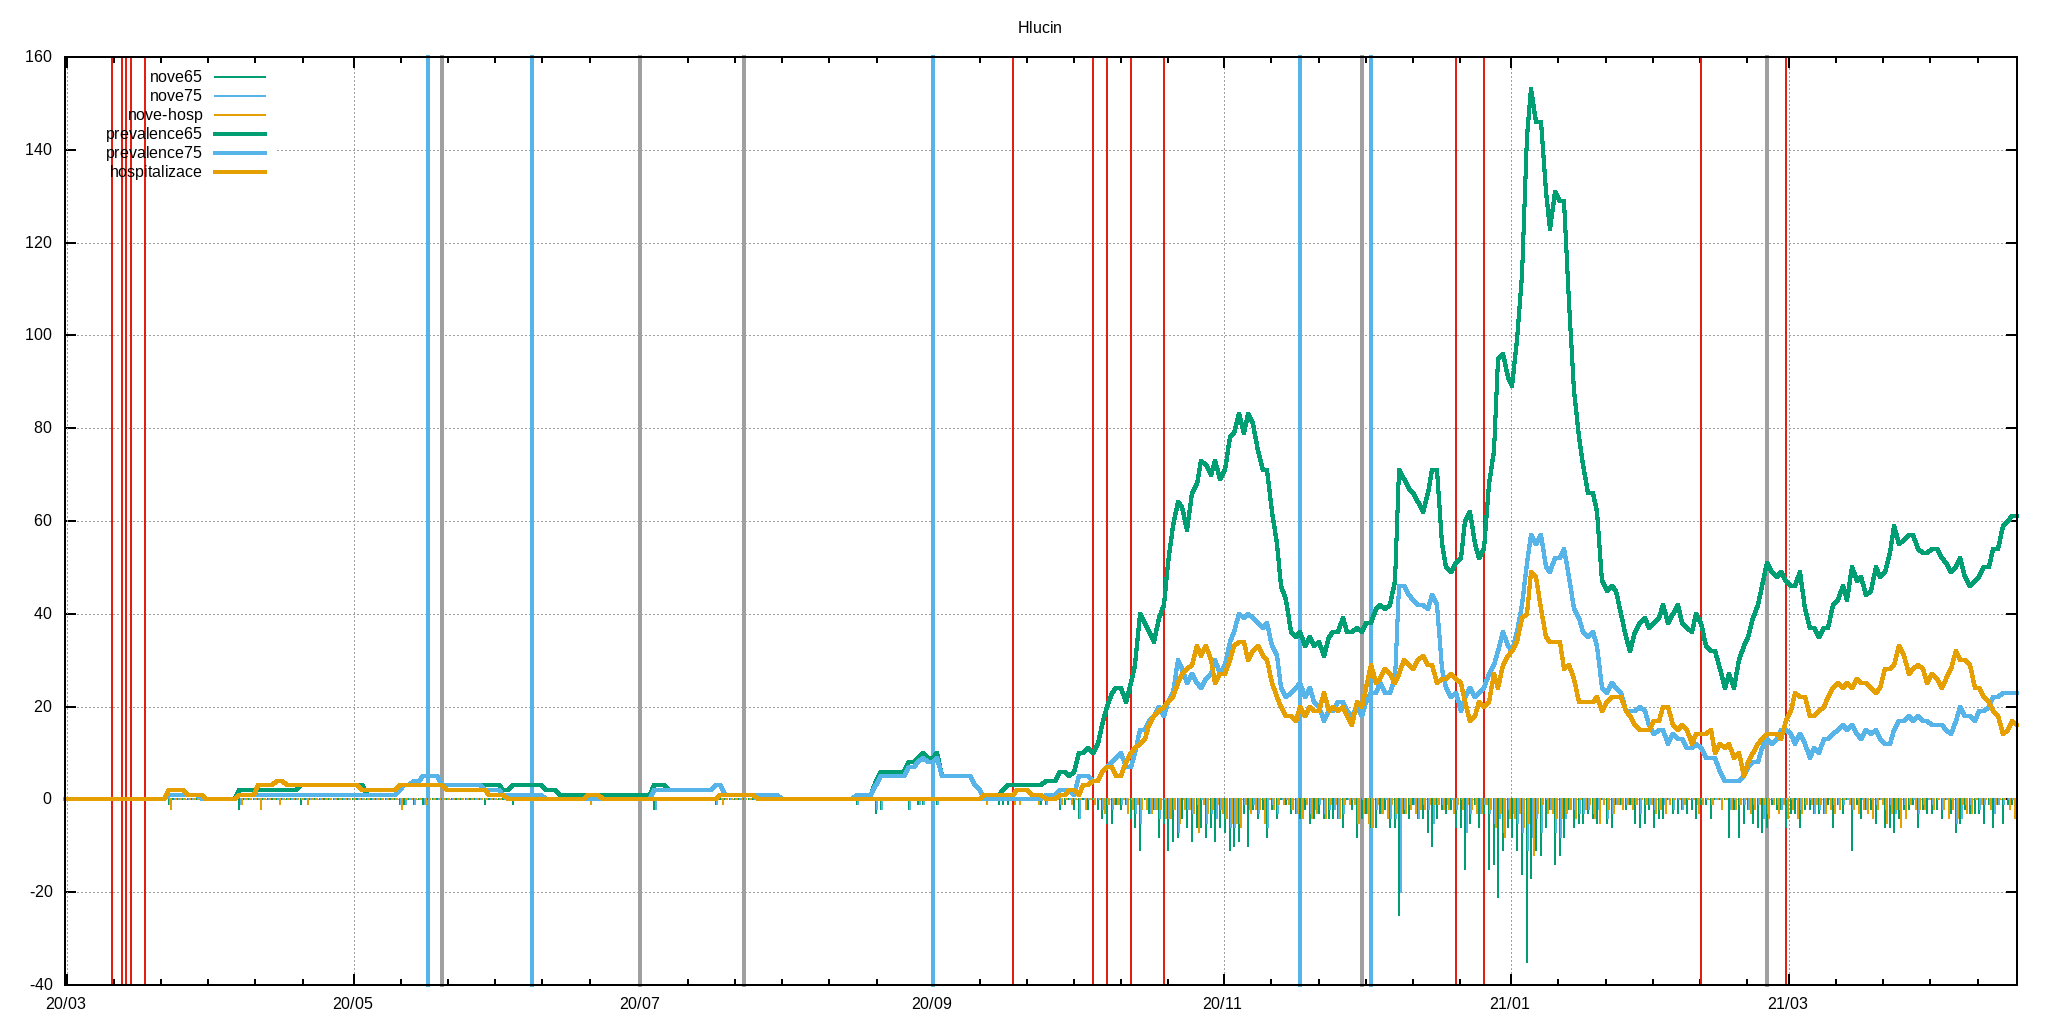 Hlucin
160
140
120
100
80
60
40
20
0
-20
-40
nove65
nove75
nove-hosp
prevalence65
prevalence75
hospitalizace
20/03 20/05 20/07 20/09 20/11 21/01 21/03